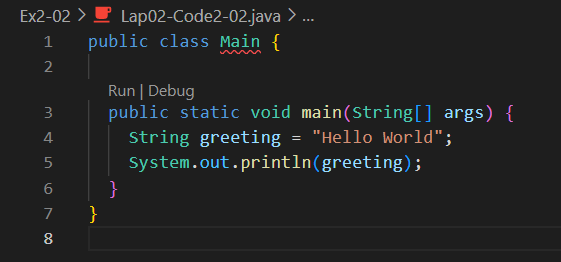 Ex2-02 > Lap02-Code2-02.java > ...
1 public class Main {
2
Run | Debug
3 public static void main(String[] args) {
4 String greeting = "Hello World";
5 System.out.println(greeting);
6 }
7 }
8